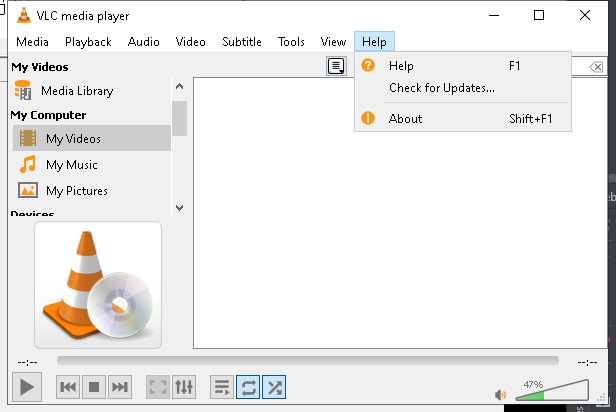 VLC media player
Media Playback Audio Video Subtitle Tools View Help
My Videos
Media Library
My Computer
My Videos
My Music
My Pictures
Devices
Help F1
Check for Updates...
About Shift+F1
--:-- --:--
47%